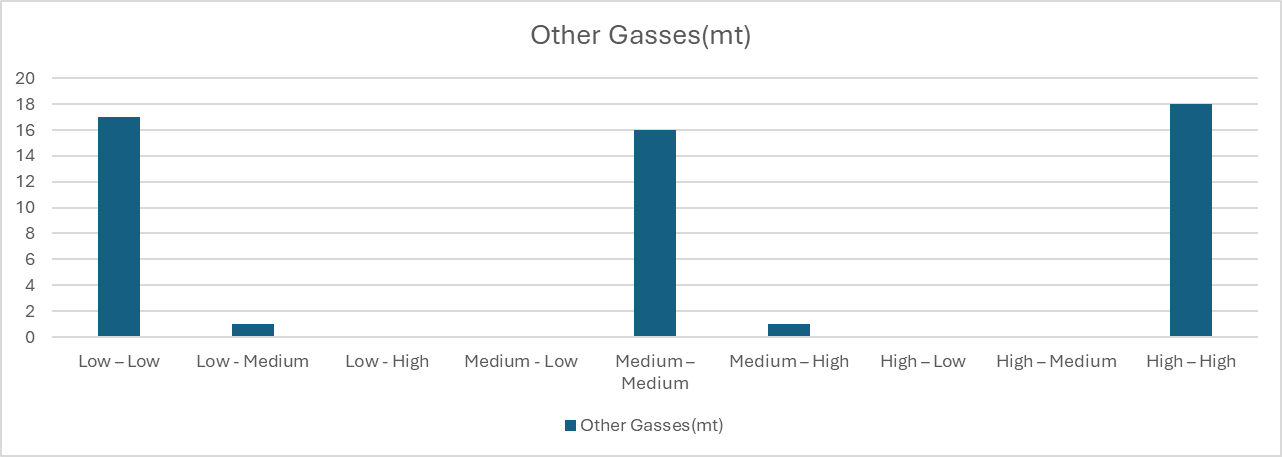 Other Gasses(mt)
20
18
16
14
12
10
8
6
4
2
0
Low – Low
Low - Medium
Low - High
Medium - Low
Medium –
Medium
Medium – High
High – Low
High – Medium
High – High
Other Gasses(mt)